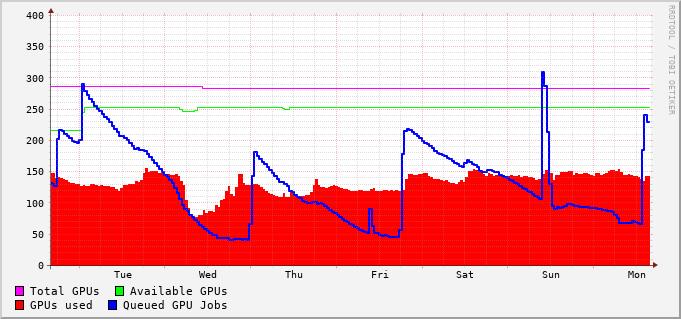 400
350
300
250
200
150
100
50
0
Tue Wed Thu Fri Sat Sun Mon
Total GPUs Available GPUs
GPUs used Queued GPU Jobs
RRDTOOL / TOBI OETIKER